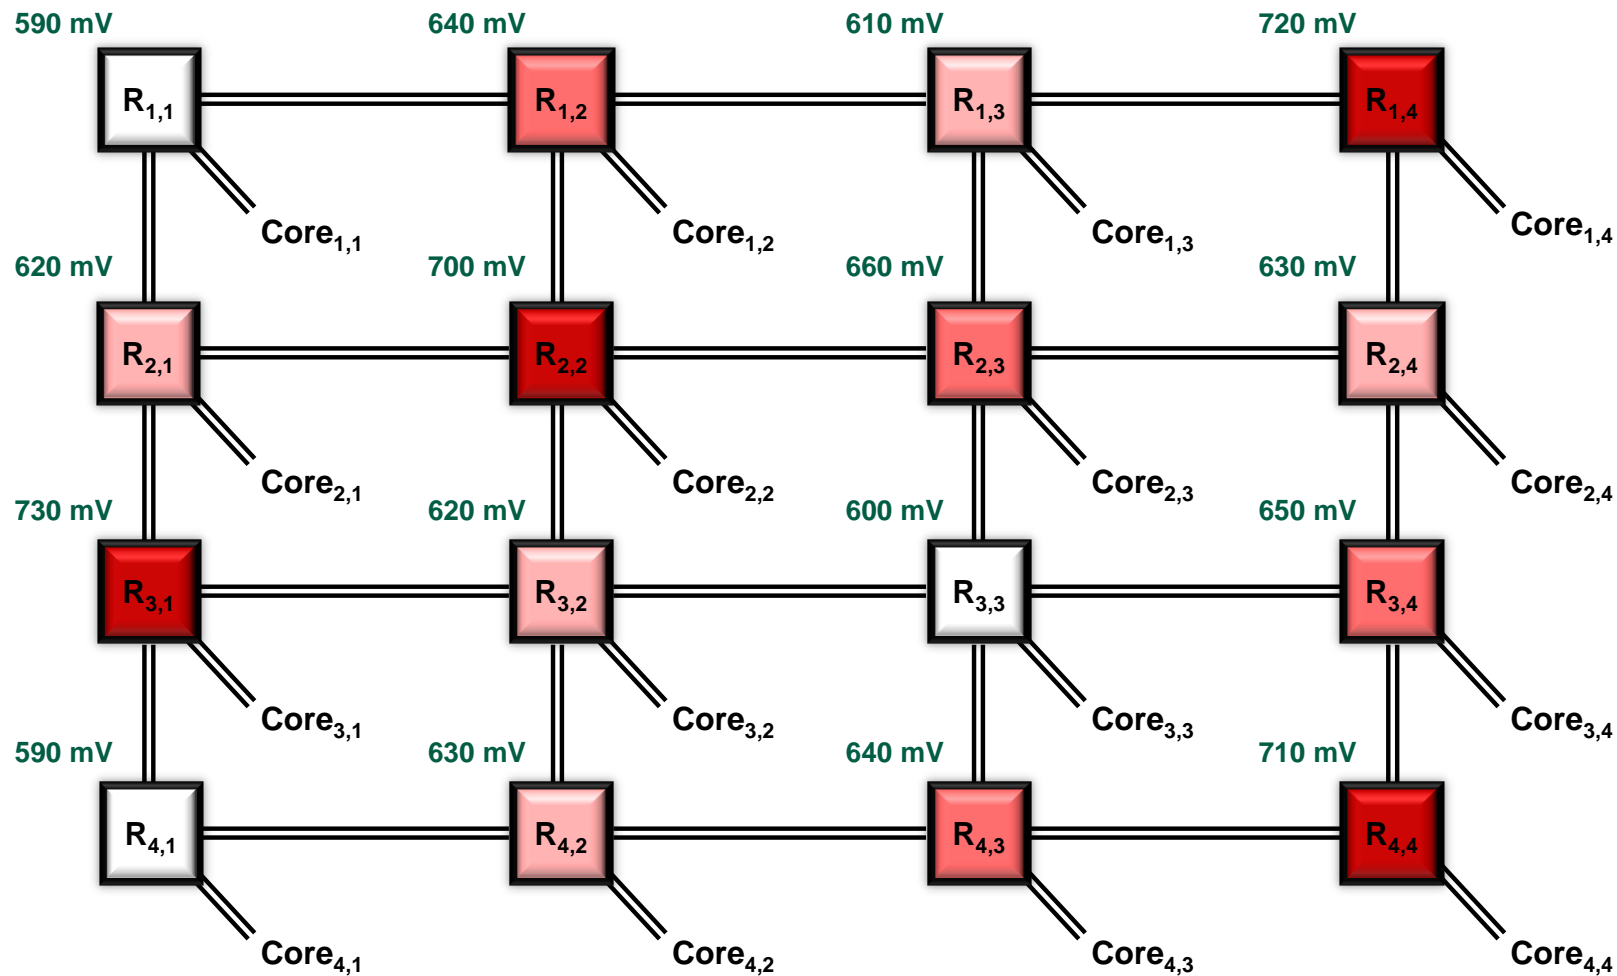 590 mV 640 mV 610 mV 720 mV
R1,1 R1,2 R1,3 R1,4
Core1,1 Core1,2 Core1,3 Core1,4
620 mV 700 mV 660 mV 630 mV
R2,1 R2,2 R2,3 R2,4
Core2,1 Core2,2 Core2,3 Core2,4
730 mV 620 mV 600 mV 650 mV
R3,1 R3,2 R3,3 R3,4
Core3,1 Core3,2 Core3,3 Core3,4
590 mV 630 mV 640 mV 710 mV
R4,1 R4,2 R4,3 R4,4
Core4,1 Core4,2 Core4,3 Core4,4